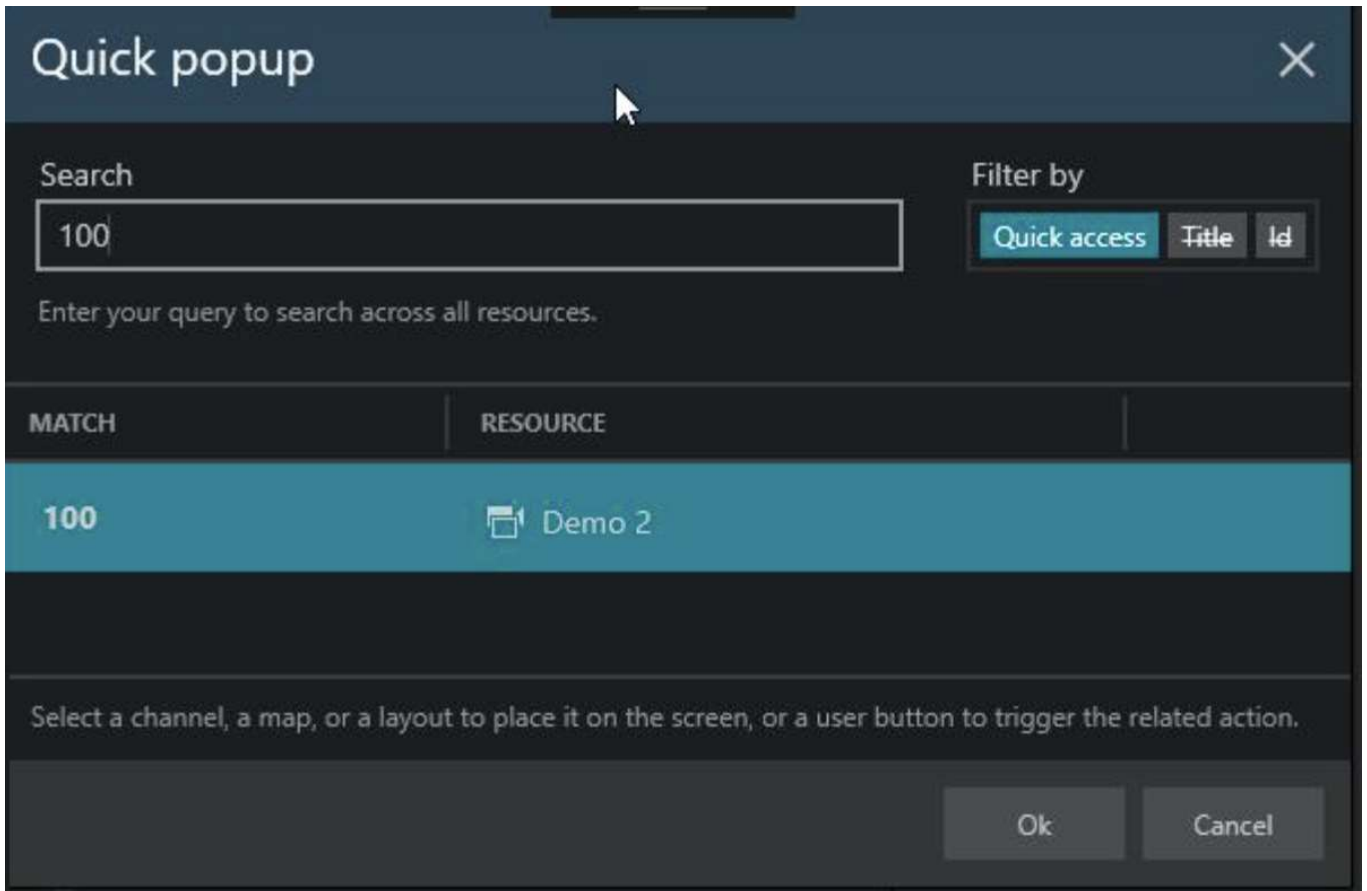 Quick popup
Search
Filter by
100
Quick access Title Id
Enter your query to search across all resources.
MATCH RESOURCE
100 Demo 2
Select a channel, a map, or a layout to place it on the screen, or a user button to trigger the related action.
Ok Cancel